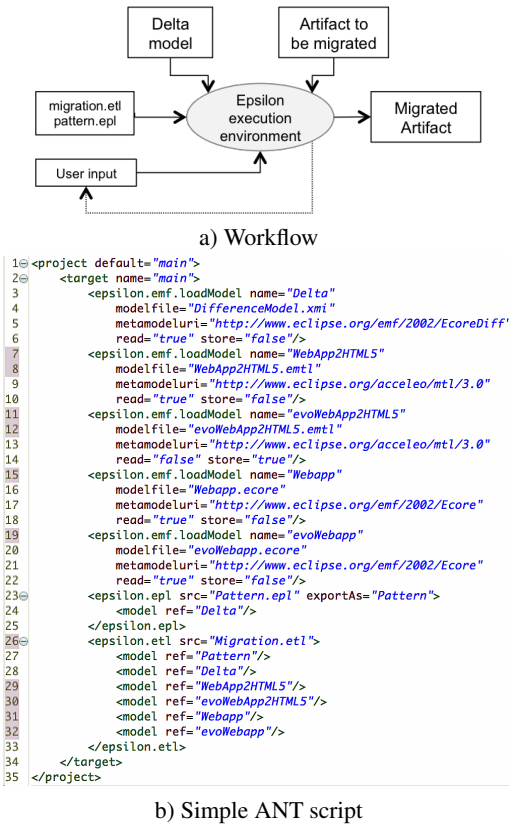 Delta
model
Artifact to
be migrated
migration.etl
pattern.epl
Epsilon
execution
environment
Migrated
Artifact
User input
a) Workflow
1 <project default="main">
2 <target name="main">
3 <epsilon.emf.loadModel name="Delta"
4 modelfile="DifferenceModel.xmi"
5 metamodeluri="http://www.eclipse.org/emf/2002/EcoreDiff"
6 read="true" store="false"/>
7 <epsilon.emf.loadModel name="WebApp2HTML5"
8 modelfile="WebApp2HTML5.emtl"
9 metamodeluri="http://www.eclipse.org/acceleo/mtl/3.0"
10 read="true" store="false"/>
11 <epsilon.emf.loadModel name="evoWebApp2HTML5"
12 modelfile="evoWebApp2HTML5.emtl"
13 metamodeluri="http://www.eclipse.org/acceleo/mtl/3.0"
14 read="false" store="true"/>
15 <epsilon.emf.loadModel name="Webapp"
16 modelfile="Webapp.ecore"
17 metamodeluri="http://www.eclipse.org/emf/2002/Ecore"
18 read="true" store="false"/>
19 <epsilon.emf.loadModel name="evoWebapp"
20 modelfile="evoWebapp.ecore"
21 metamodeluri="http://www.eclipse.org/emf/2002/Ecore"
22 read="true" store="false"/>
23 <epsilon.epl src="Pattern.epl" exportAs="Pattern">
24 <model ref="Delta"/>
25 </epsilon.epl>
26 <epsilon.etl src="Migration.etl">
27 <model ref="Pattern"/>
28 <model ref="Delta"/>
29 <model ref="WebApp2HTML5"/>
30 <model ref="evoWebApp2HTML5"/>
31 <model ref="Webapp"/>
32 <model ref="evoWebapp"/>
33 </epsilon.etl>
34 </target>
35 </project>
b) Simple ANT script